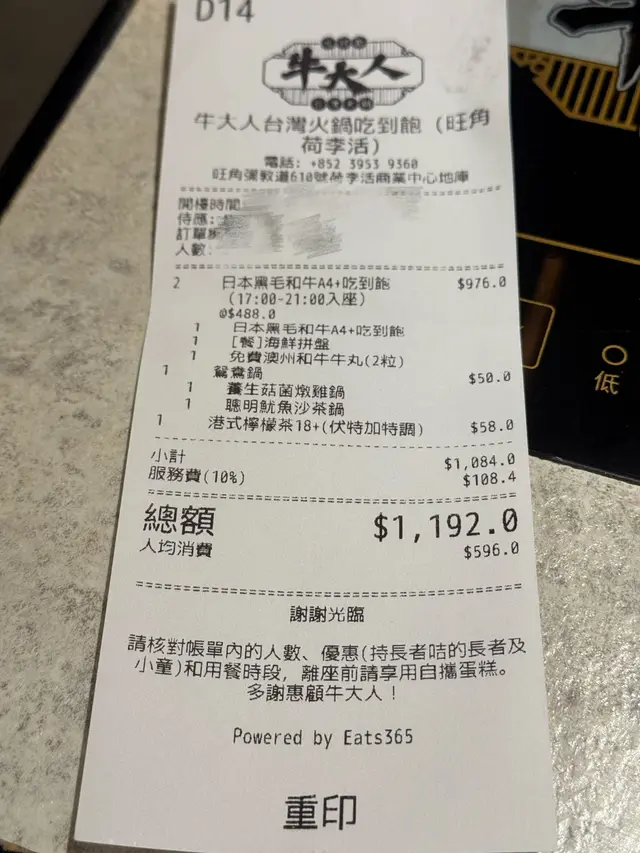 D14
牛大人
牛大人台灣火鍋吃到飽 (旺角
荷李活)
電話: +852 3953 9360
旺角彌敦道610號荷李活商業中心地庫
開檯時間:
侍應:
訂單
人數:
2 日本黑毛和牛A4+吃到飽 $976.0
(17:00-21:00入座)
@$488.0
1 日本黑毛和牛A4+吃到飽
1 [餐]海鮮拼盤
1 免費澳州和牛牛丸(2粒)
1 鴛鴦鍋 $50.0
1 養生菇菌燉雞鍋
1 聰明魷魚沙茶鍋
1 港式檸檬茶18+(伏特加特調) $58.0
小計 $1,084.0
服務費(10%) $108.4
總額 $1,192.0
人均消費 $596.0
謝謝光臨
請核對帳單內的人數、優惠(持長者咭的長者及
小童)和用餐時段, 離座前請享用自攜蛋糕。
多謝惠顧牛大人！
Powered by Eats365
重印
低